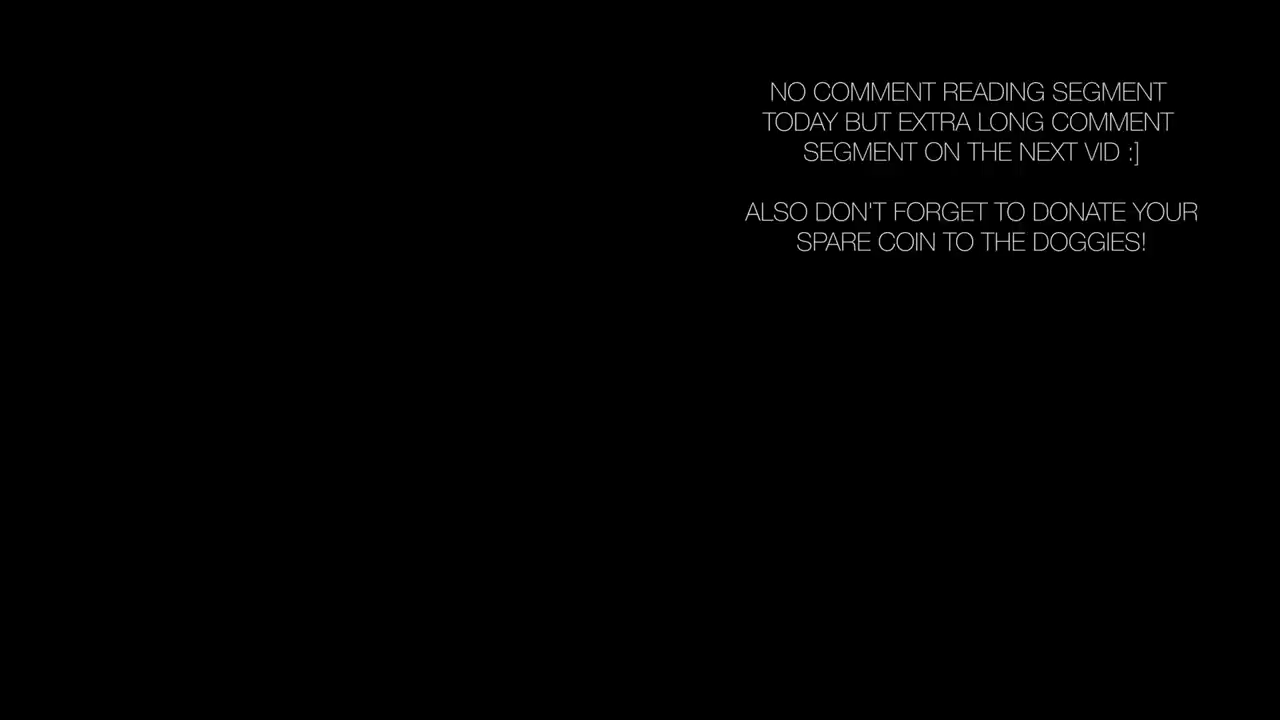 NO COMMENT READING SEGMENT
TODAY BUT EXTRA LONG COMMENT
SEGMENT ON THE NEXT VID :]
ALSO DON'T FORGET TO DONATE YOUR
SPARE COIN TO THE DOGGIES!